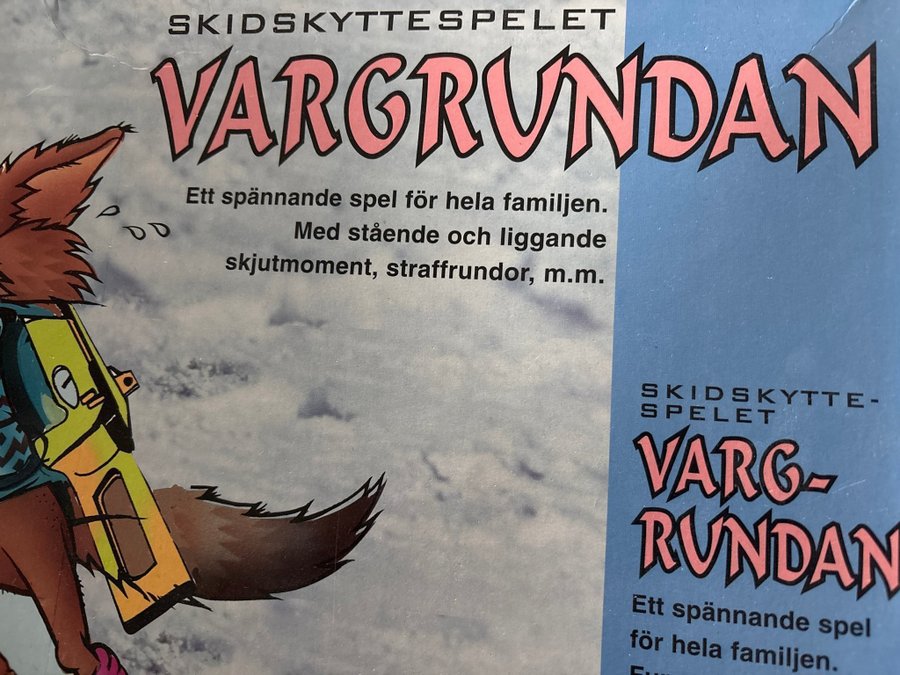 SKIDSKYTTESPELET
VARGRUNDAN
Ett spännande spel för hela familjen.
Med stående och liggande
skjutmoment, straffrundor, m.m.
SKIDSKYTTE-
SPELET
VARG-
RUNDAN
Ett spännande spel
för hela familjen.